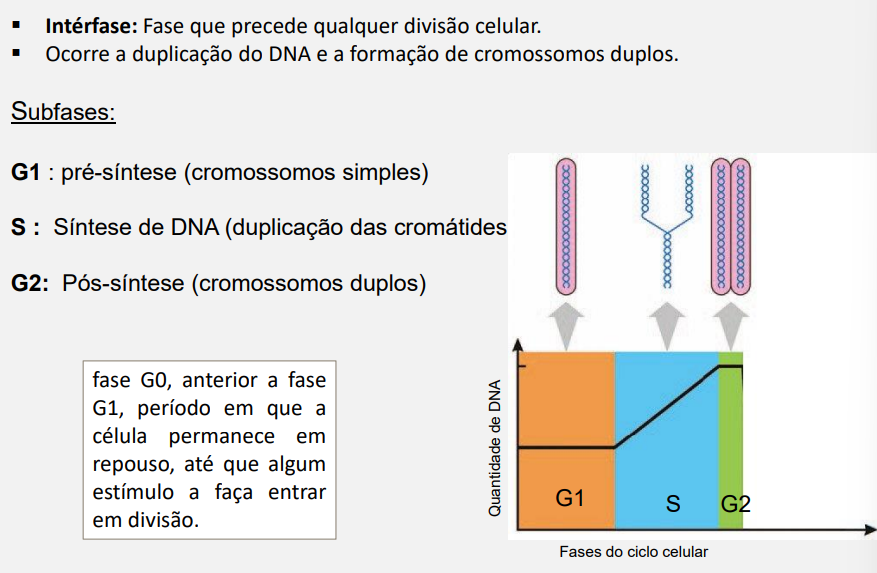 ▪ Intérfase: Fase que precede qualquer divisão celular.
▪ Ocorre a duplicação do DNA e a formação de cromossomos duplos.
Subfases:
G1 : pré-síntese (cromossomos simples)
S : Síntese de DNA (duplicação das cromátides
G2: Pós-síntese (cromossomos duplos)
fase G0, anterior a fase
G1, período em que a
célula permanece em
repouso, até que algum
estímulo a faça entrar
em divisão.
Quantidade de DNA
G1
S
G2
Fases do ciclo celular